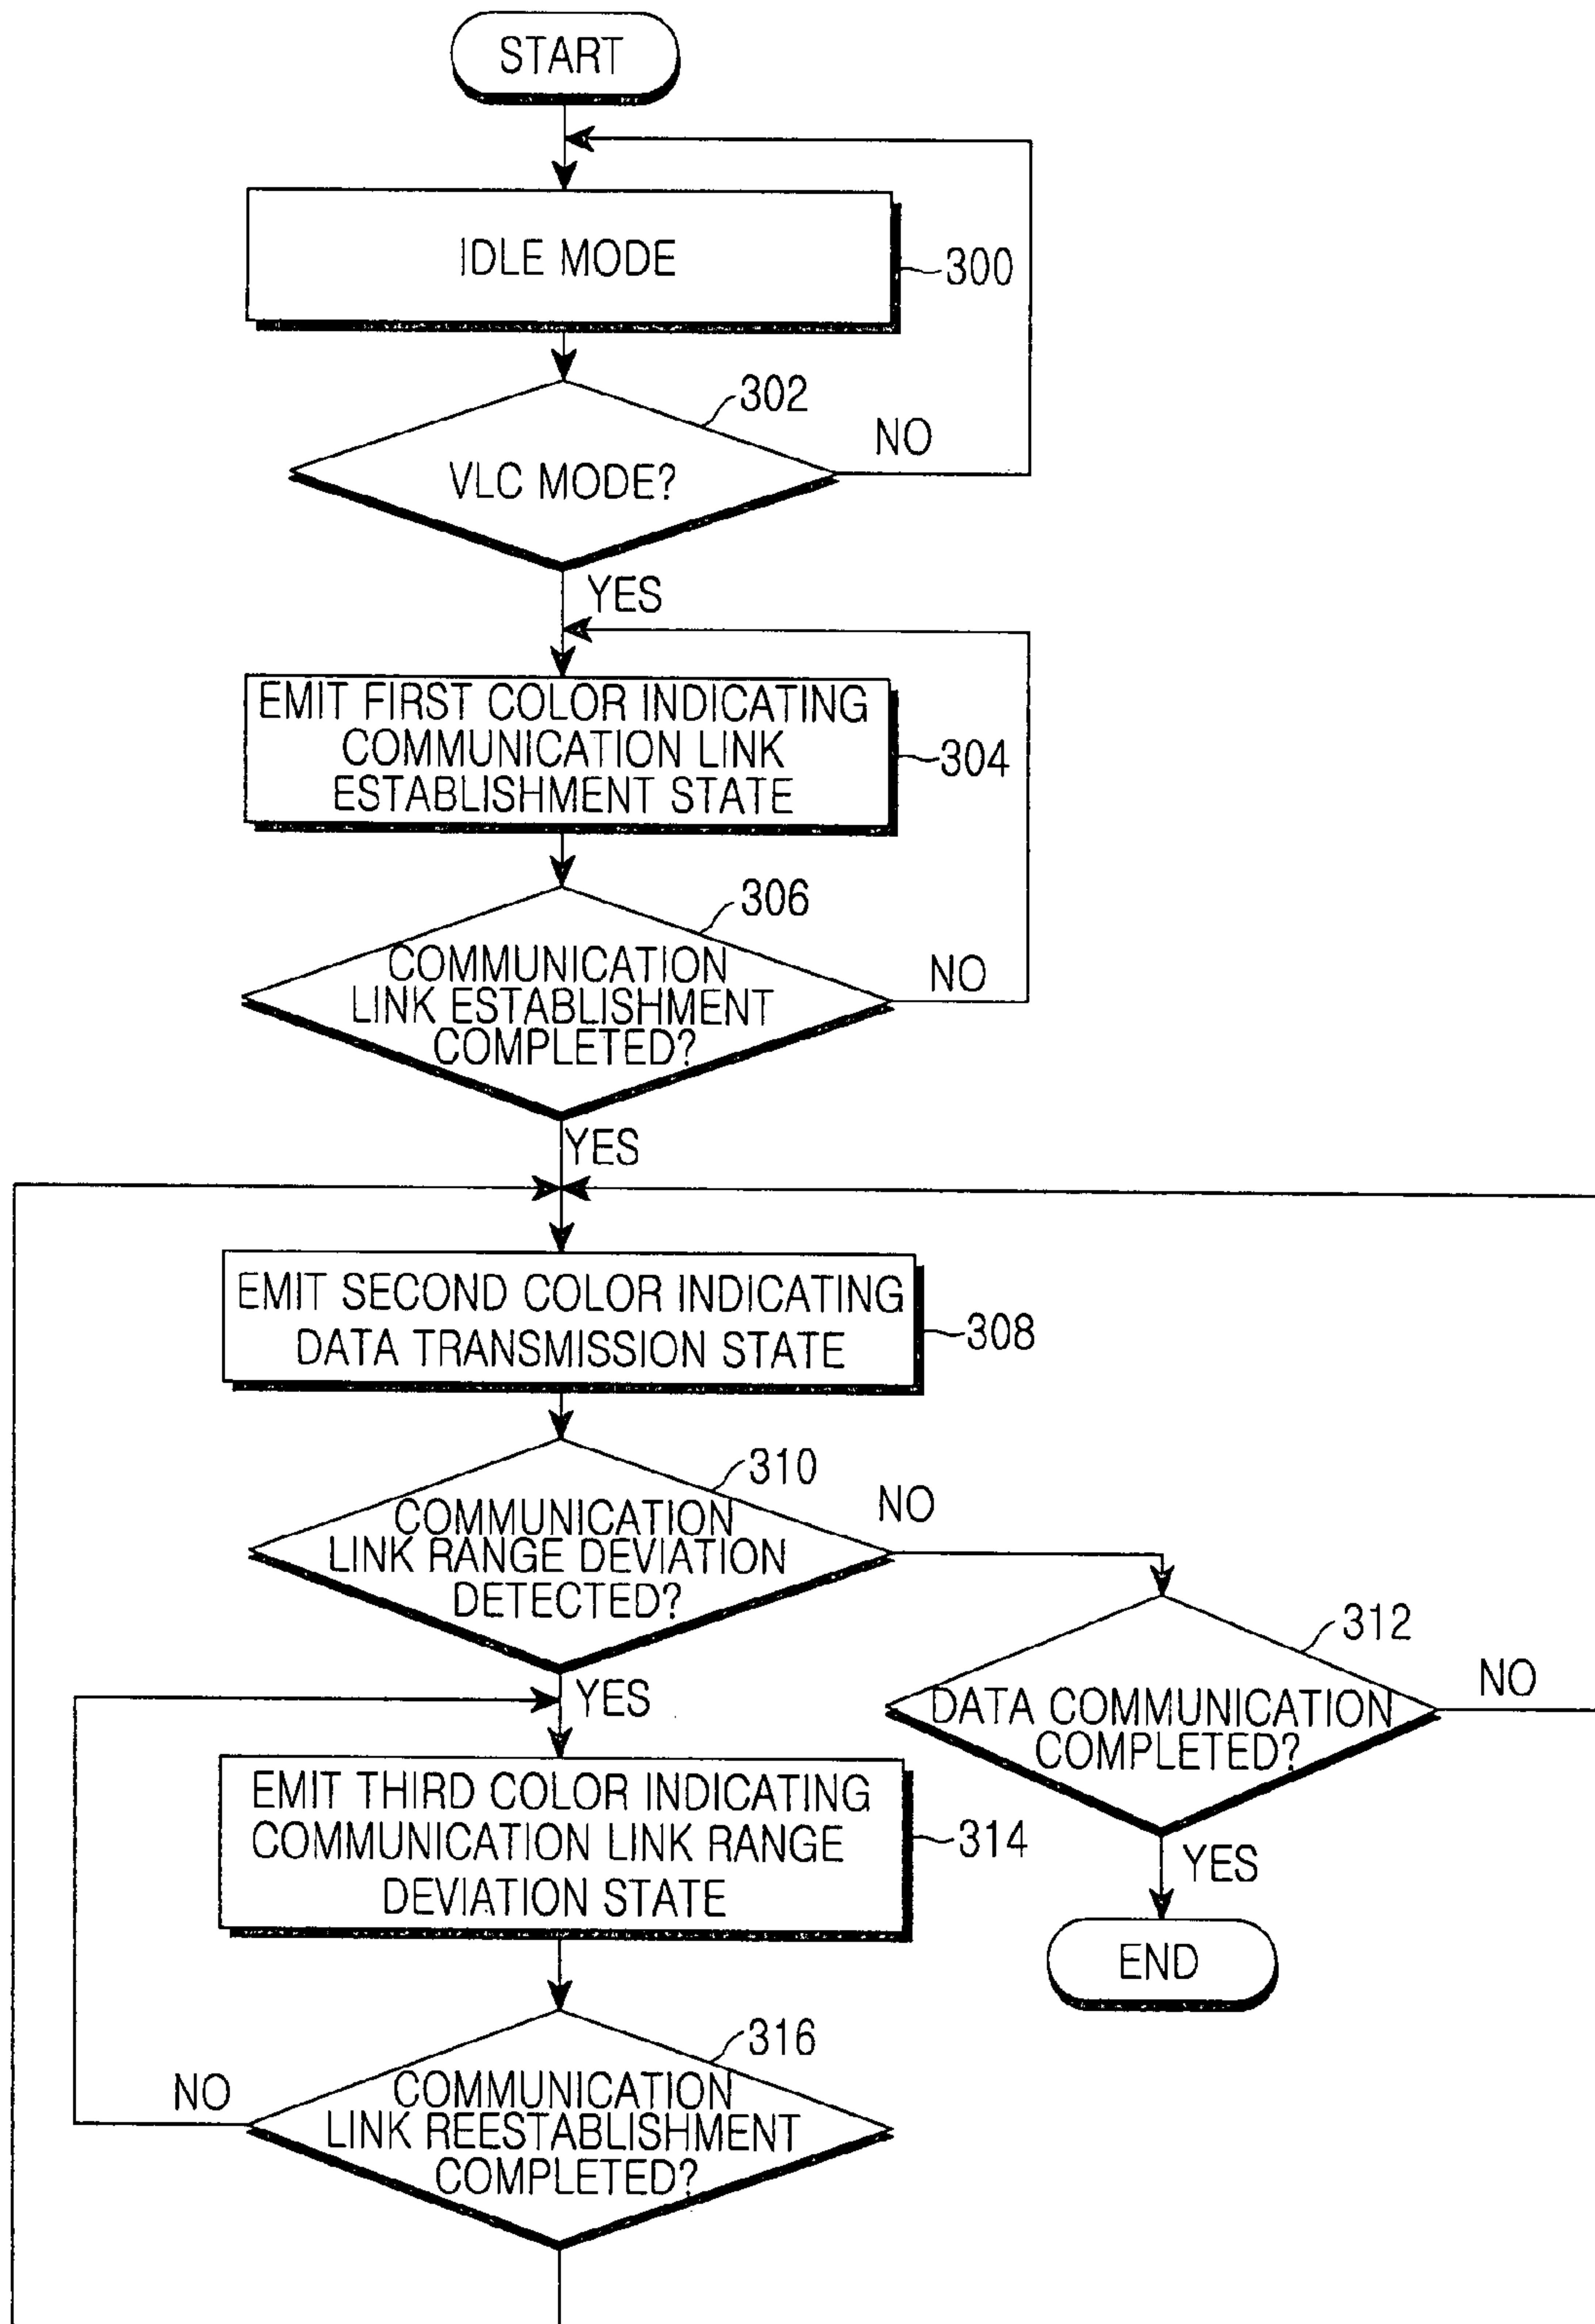 START
IDLE MODE
300
302
VLC MODE?
NO
YES
EMIT FIRST COLOR INDICATING
COMMUNICATION LINK
ESTABLISHMENT STATE
304
306
COMMUNICATION
LINK ESTABLISHMENT
COMPLETED?
NO
YES
EMIT SECOND COLOR INDICATING
DATA TRANSMISSION STATE
308
310
COMMUNICATION
LINK RANGE DEVIATION
DETECTED?
NO
312
DATA COMMUNICATION
COMPLETED?
NO
YES
YES
EMIT THIRD COLOR INDICATING
COMMUNICATION LINK RANGE
DEVIATION STATE
314
END
316
COMMUNICATION
LINK REESTABLISHMENT
COMPLETED?
NO